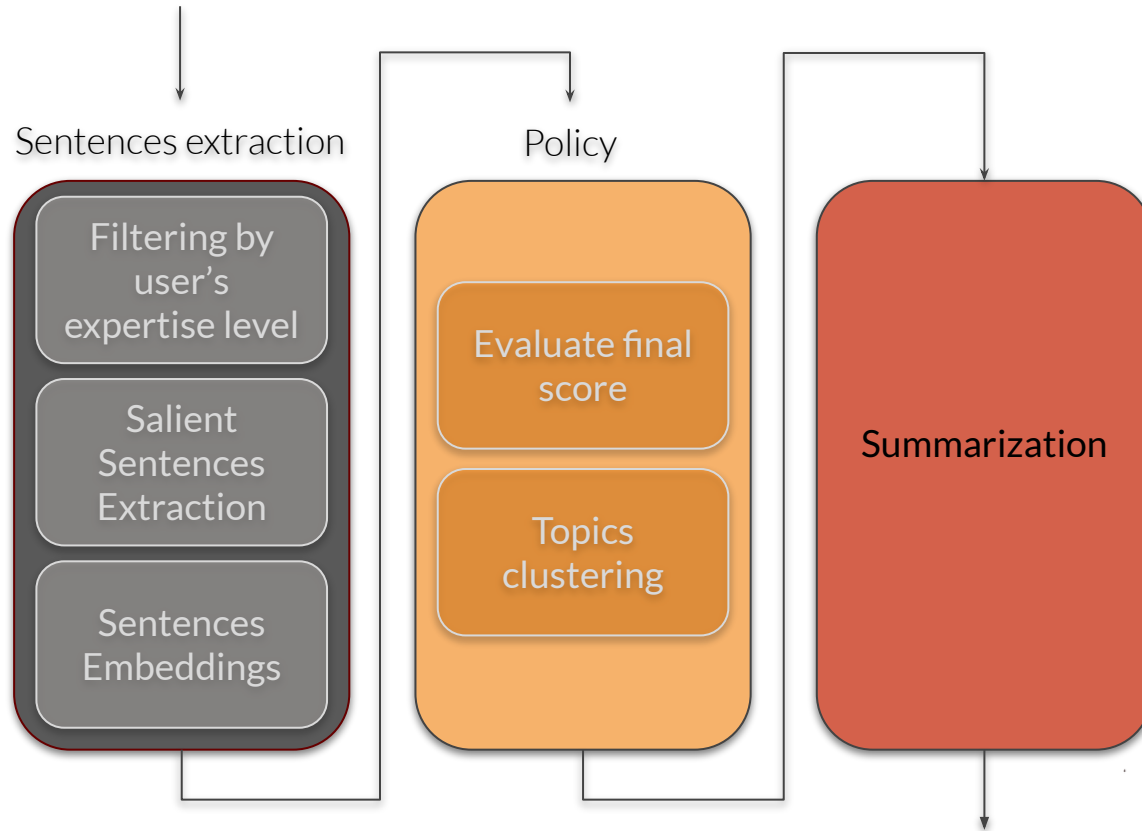 Sentences extraction
Filtering by
user’s
expertise level
Salient
Sentences
Extraction
Sentences
Embeddings
Policy
Evaluate final
score
Topics
clustering
Summarization